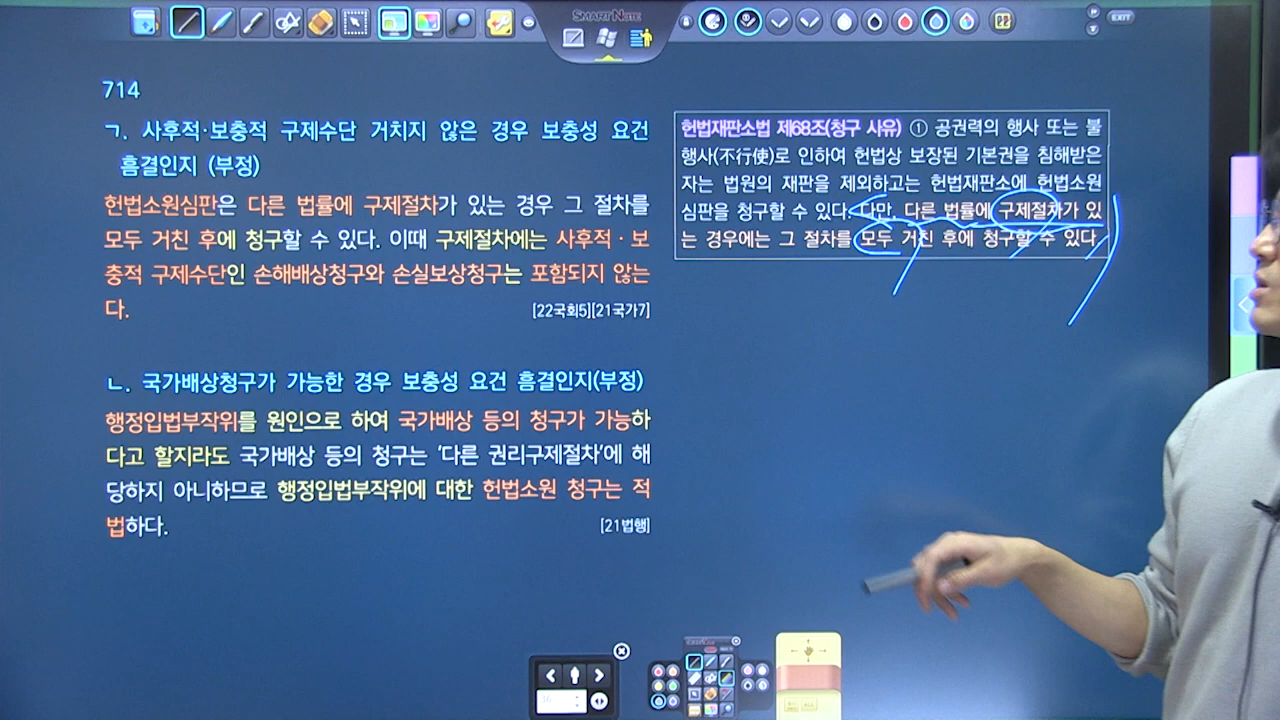 SMART NOTE
EXIT
714
ㄱ. 사후적·보충적 구제수단 거치지 않은 경우 보충성 요건
흠결인지 (부정)
헌법소원심판은 다른 법률에 구제절차가 있는 경우 그 절차를
모두 거친 후에 청구할 수 있다. 이때 구제절차에는 사후적 · 보
충적 구제수단인 손해배상청구와 손실보상청구는 포함되지 않는
다.
[22국회5][21국가7]
ㄴ. 국가배상청구가 가능한 경우 보충성 요건 흠결인지(부정)
행정입법부작위를 원인으로 하여 국가배상 등의 청구가 가능하
다고 할지라도 국가배상 등의 청구는 '다른 권리구제절차'에 해
당하지 아니하므로 행정입법부작위에 대한 헌법소원 청구는 적
법하다.
[21법행]
헌법재판소법 제68조(청구 사유) ① 공권력의 행사 또는 불
행사(不行使)로 인하여 헌법상 보장된 기본권을 침해받은
자는 법원의 재판을 제외하고는 헌법재판소에 헌법소원
심판을 청구할 수 있다. 다만, 다른 법률에 구제절차가 있
는 경우에는 그 절차를 모두 거친 후에 청구할 수 있다.